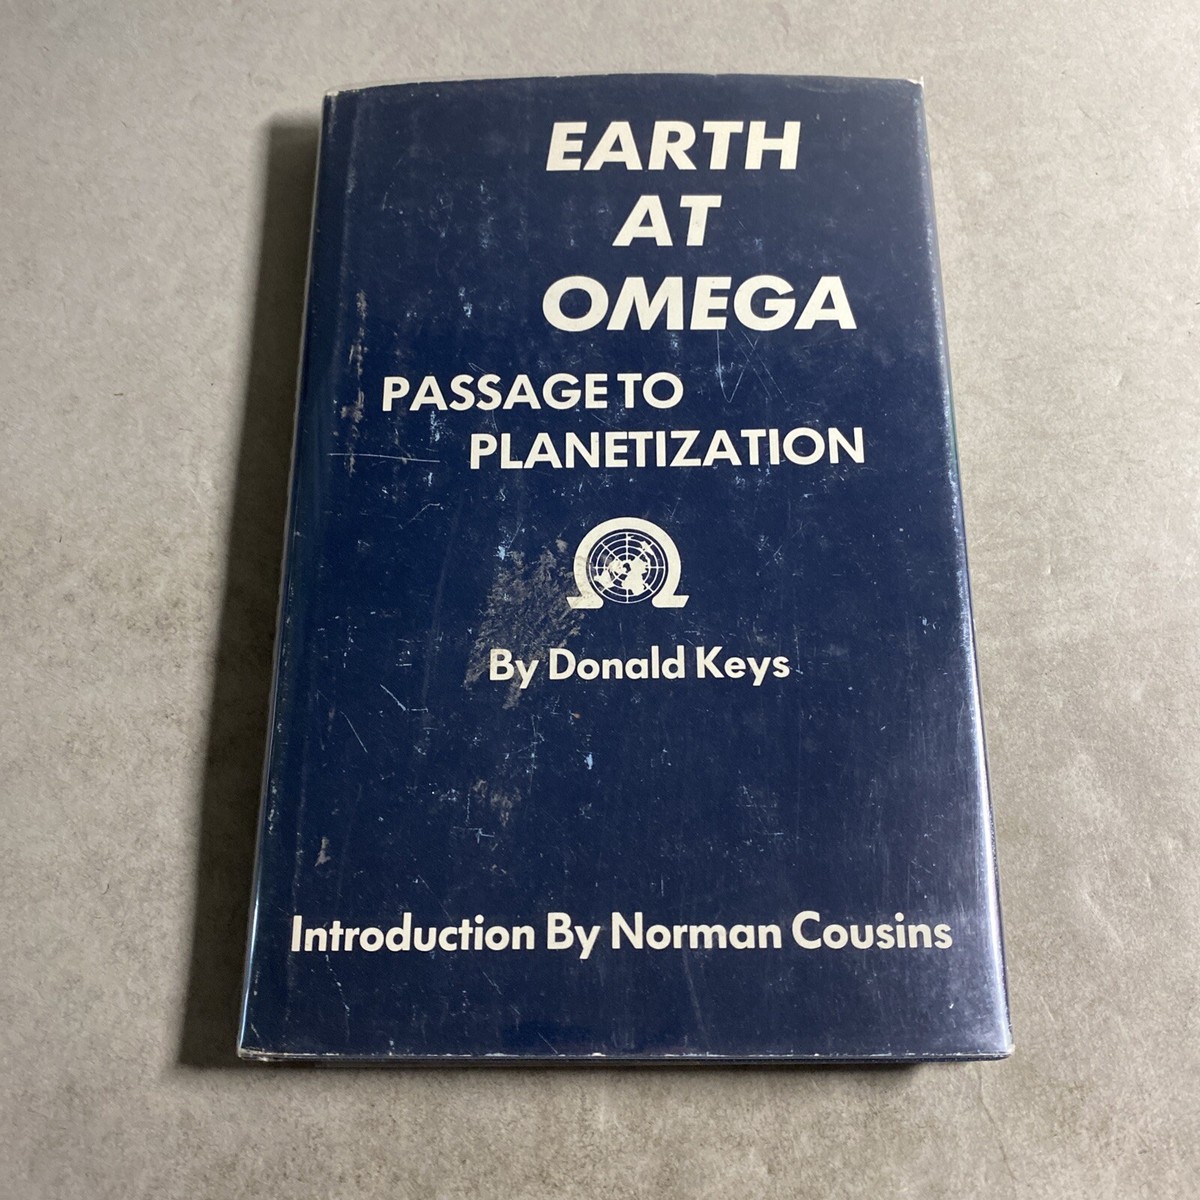 EARTH
AT
OMEGA
PASSAGE TO
PLANETIZATION
By Donald Keys
Introduction By Norman Cousins